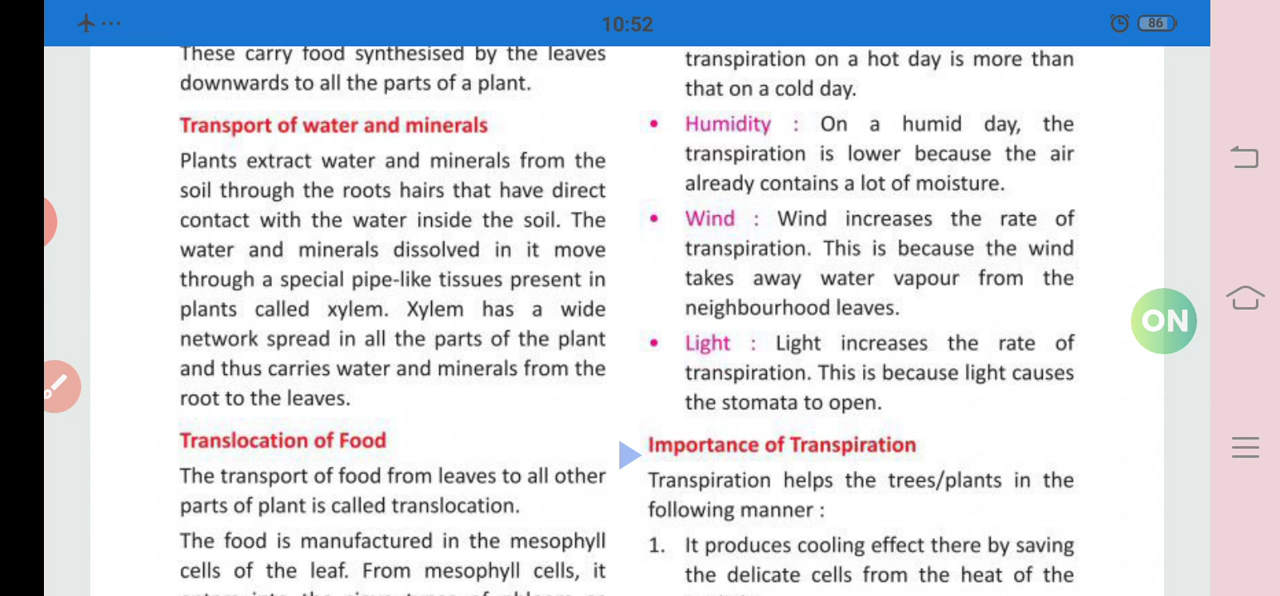 10:52
86
These carry food synthesised by the leaves
downwards to all the parts of a plant.
Transport of water and minerals
Plants extract water and minerals from the
soil through the roots hairs that have direct
contact with the water inside the soil. The
water and minerals dissolved in it move
through a special pipe-like tissues present in
plants called xylem. Xylem has a wide
network spread in all the parts of the plant
and thus carries water and minerals from the
root to the leaves.
Translocation of Food
The transport of food from leaves to all other
parts of plant is called translocation.
The food is manufactured in the mesophyll
cells of the leaf. From mesophyll cells, it
transpiration on a hot day is more than
that on a cold day.
• Humidity : On a humid day, the
transpiration is lower because the air
already contains a lot of moisture.
• Wind : Wind increases the rate of
transpiration. This is because the wind
takes away water vapour from the
neighbourhood leaves.
• Light : Light increases the rate of
transpiration. This is because light causes
the stomata to open.
Importance of Transpiration
Transpiration helps the trees/plants in the
following manner :
1. It produces cooling effect there by saving
the delicate cells from the heat of the
ON